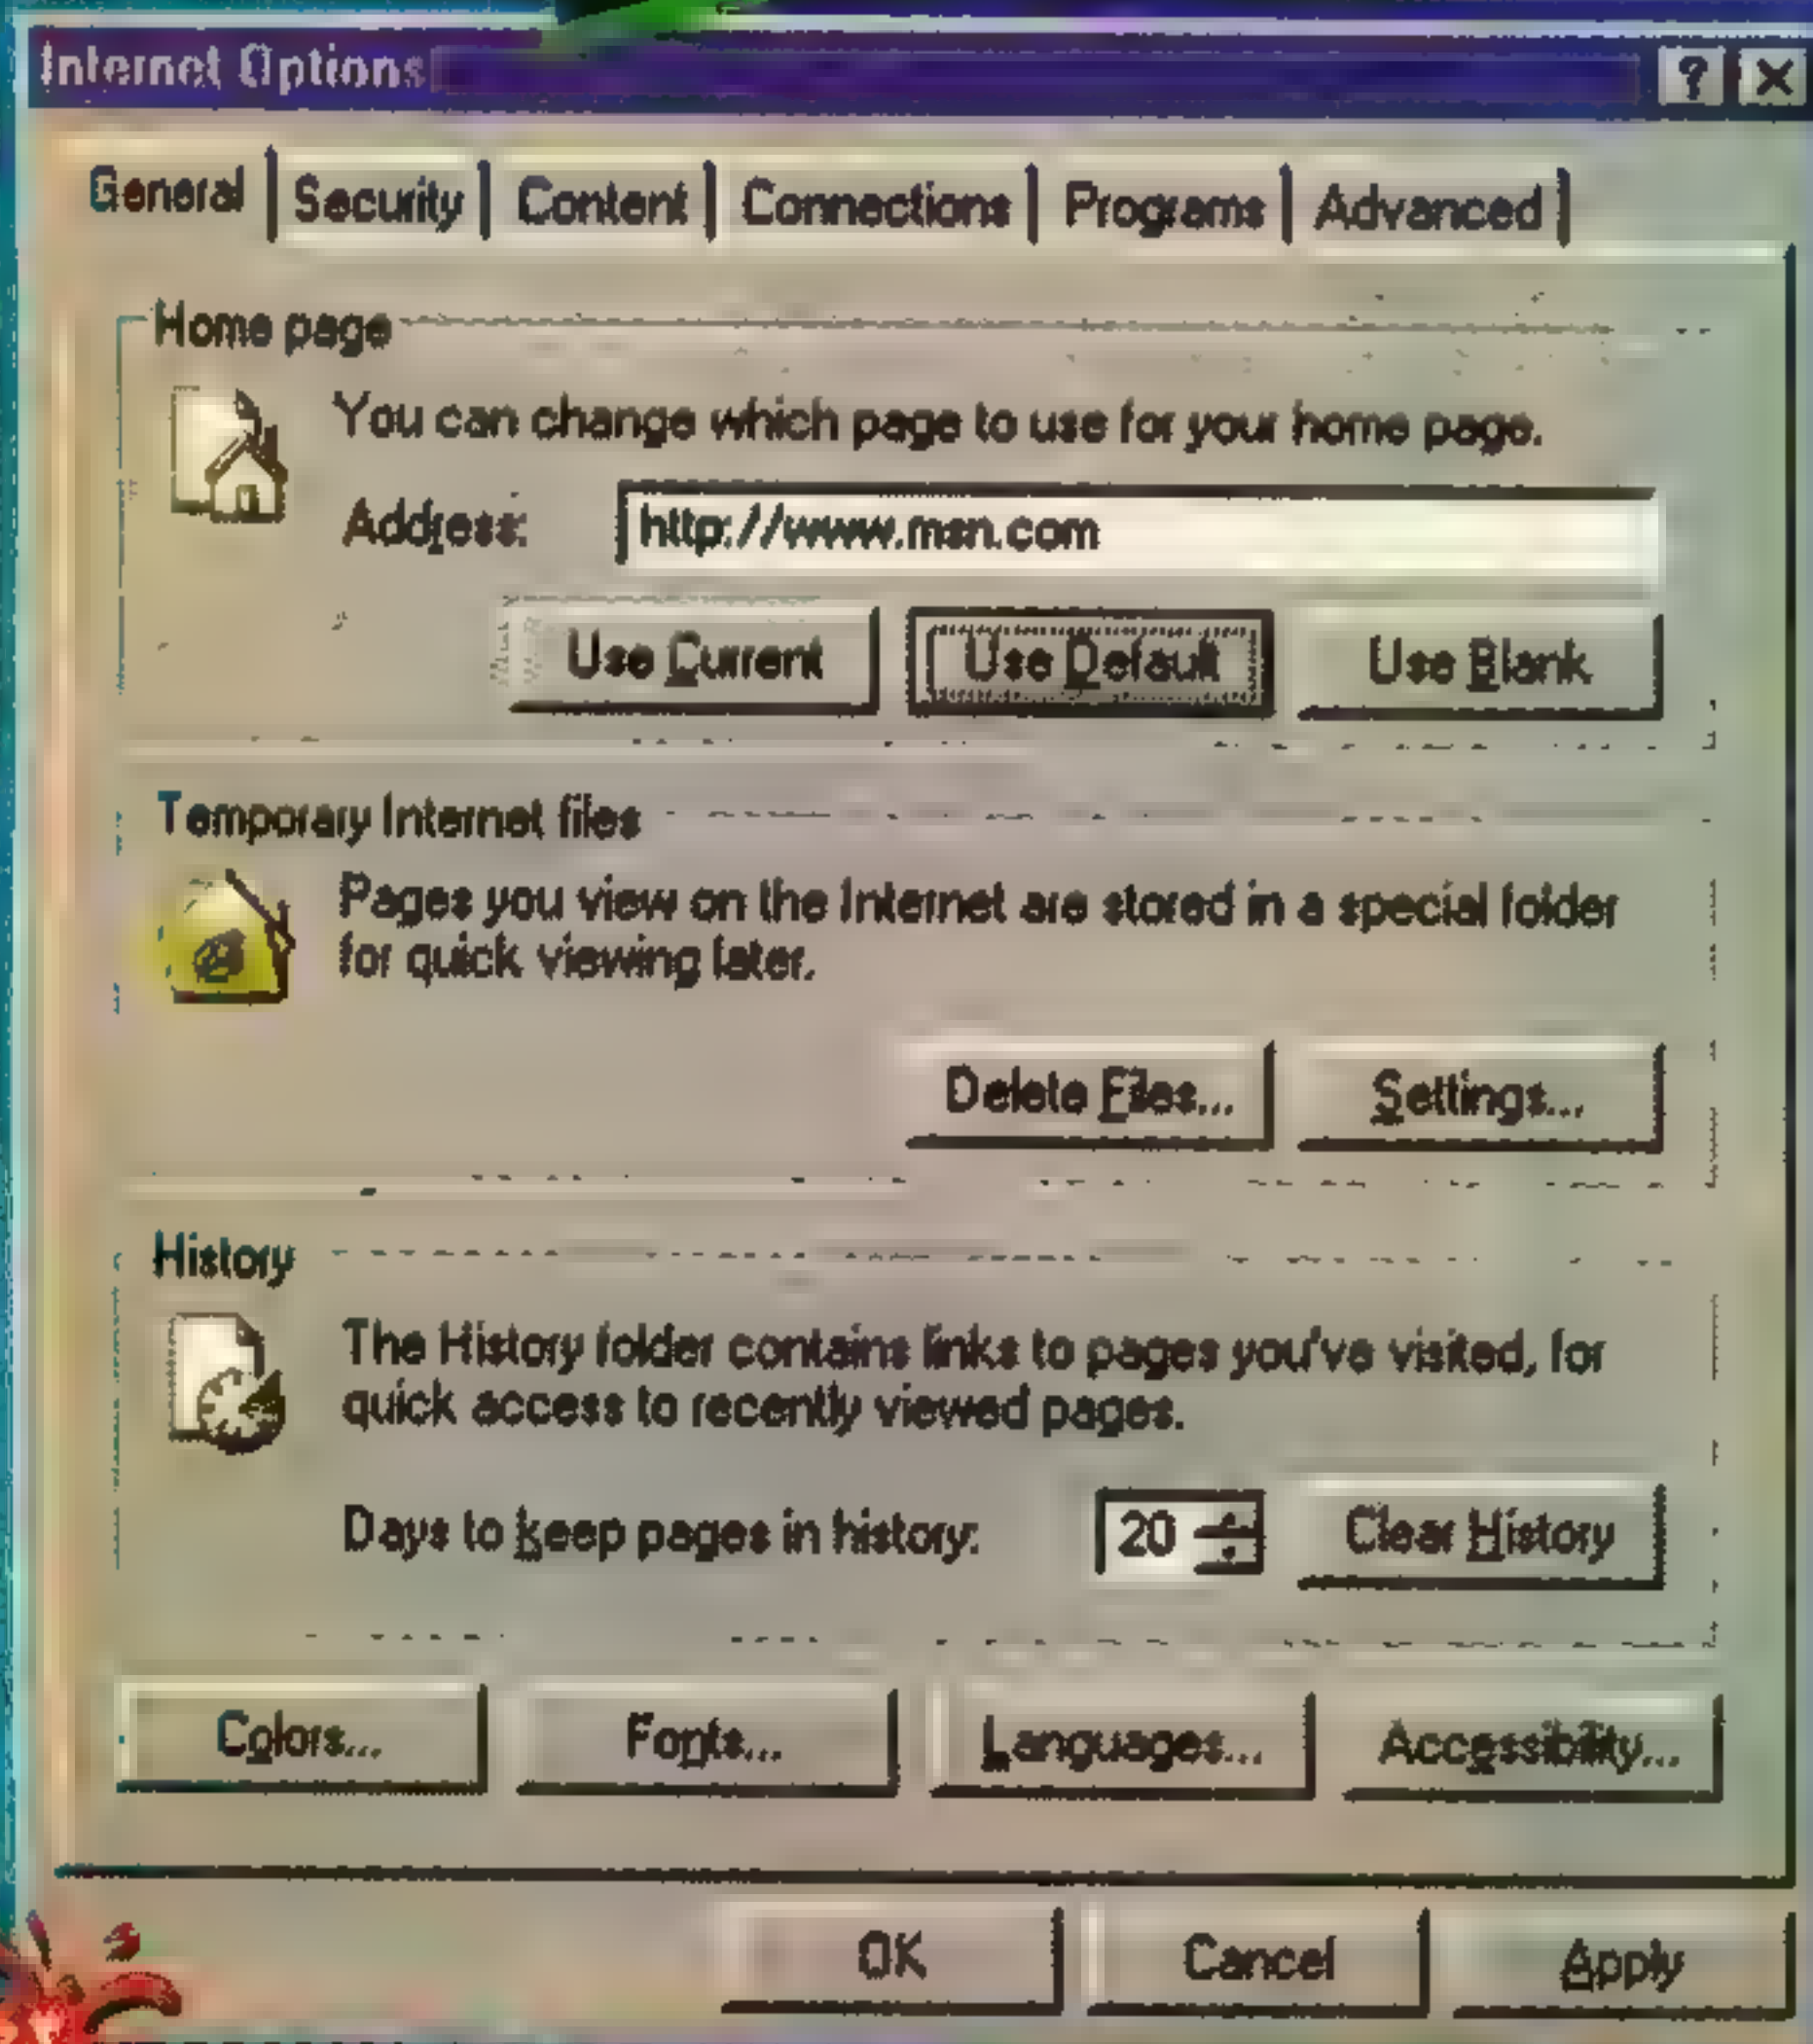 Internet Options
? X
General Security Content Connections Programs Advanced
Home page
You can change which page to use for your home page.
Address: http://www.msn.com
Use Current Use Default Use Blank
Temporary Internet files
Pages you view on the Internet are stored in a special folder
for quick viewing later.
Delete Files... Settings...
History
The History folder contains links to pages you've visited, for
quick access to recently viewed pages.
Days to keep pages in history: 20 Clear History
Colors... Fonts... Languages... Accessibility...
OK Cancel Apply